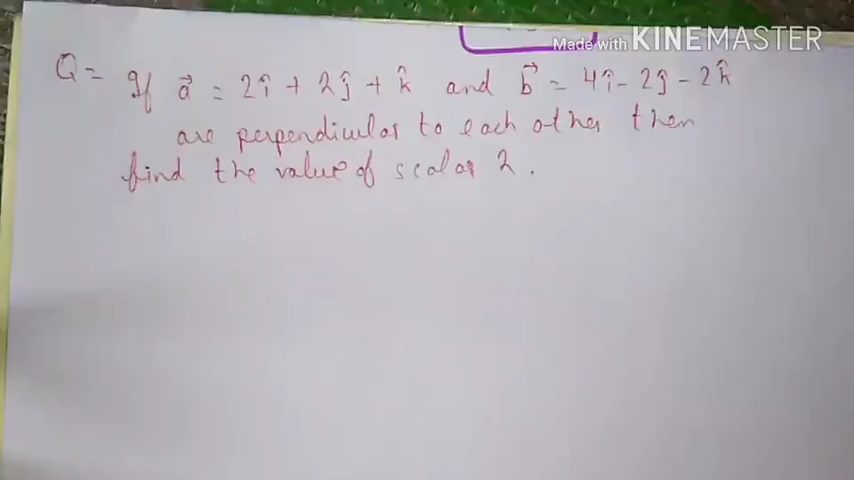 Made with KINEMASTER
Q = If a⃗ = 2î + λĵ + k̂ and b⃗ = 4î - 2ĵ - 2k̂
are perpendicular to each other then
find the value of scalar λ.